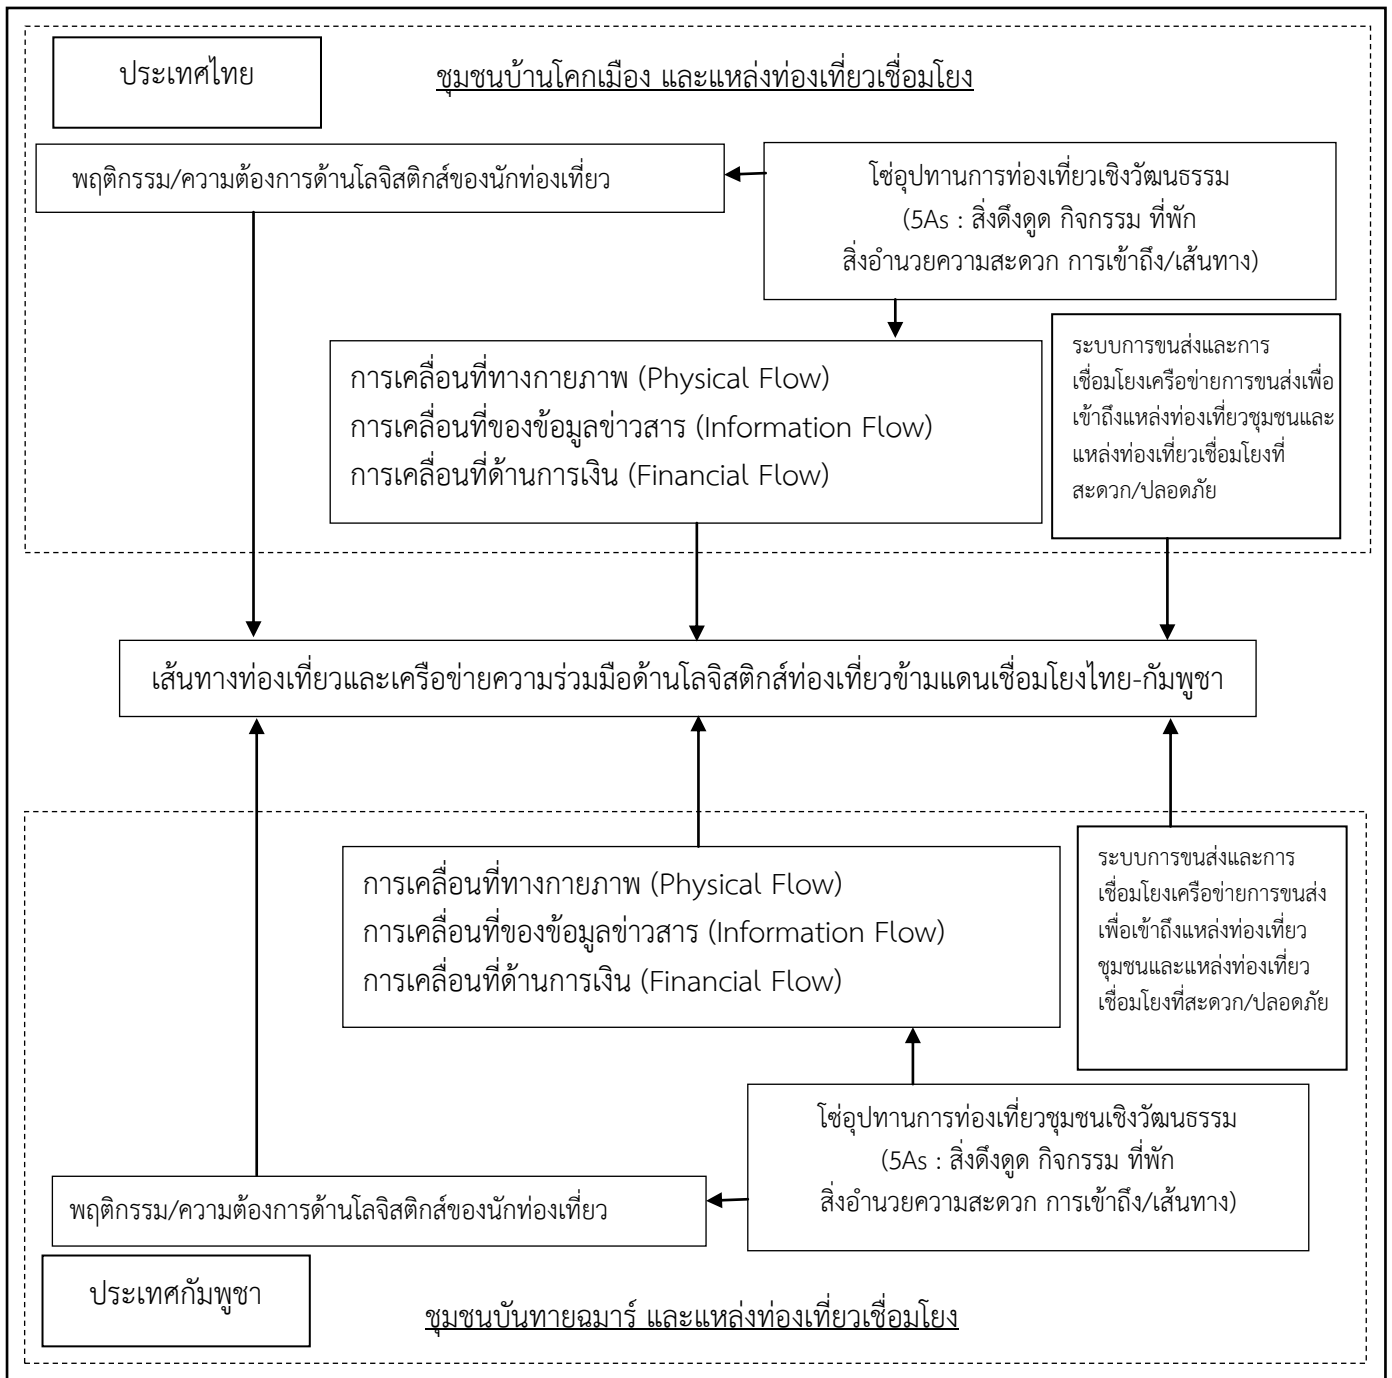 ประเทศไทย
ชุมชนบ้านโคกเมือง และแหล่งท่องเที่ยวเชื่อมโยง
พฤติกรรม/ความต้องการด้านโลจิสติกส์ของนักท่องเที่ยว
โซ่อุปทานการท่องเที่ยวเชิงวัฒนธรรม
(5As : สิ่งดึงดูด กิจกรรม ที่พัก
สิ่งอำนวยความสะดวก การเข้าถึง/เส้นทาง)
การเคลื่อนที่ทางกายภาพ (Physical Flow)
การเคลื่อนที่ของข้อมูลข่าวสาร (Information Flow)
การเคลื่อนที่ด้านการเงิน (Financial Flow)
ระบบการขนส่งและการ
เชื่อมโยงเครือข่ายการขนส่งเพื่อ
เข้าถึงแหล่งท่องเที่ยวชุมชนและ
แหล่งท่องเที่ยวเชื่อมโยงที่
สะดวก/ปลอดภัย
เส้นทางท่องเที่ยวและเครือข่ายความร่วมมือด้านโลจิสติกส์ท่องเที่ยวข้ามแดนเชื่อมโยงไทย-กัมพูชา
การเคลื่อนที่ทางกายภาพ (Physical Flow)
การเคลื่อนที่ของข้อมูลข่าวสาร (Information Flow)
การเคลื่อนที่ด้านการเงิน (Financial Flow)
ระบบการขนส่งและการ
เชื่อมโยงเครือข่ายการขนส่ง
เพื่อเข้าถึงแหล่งท่องเที่ยว
ชุมชนและแหล่งท่องเที่ยว
เชื่อมโยงที่สะดวก/ปลอดภัย
โซ่อุปทานการท่องเที่ยวชุมชนเชิงวัฒนธรรม
(5As : สิ่งดึงดูด กิจกรรม ที่พัก
สิ่งอำนวยความสะดวก การเข้าถึง/เส้นทาง)
พฤติกรรม/ความต้องการด้านโลจิสติกส์ของนักท่องเที่ยว
ประเทศกัมพูชา
ชุมชนบันทายฉมาร์ และแหล่งท่องเที่ยวเชื่อมโยง